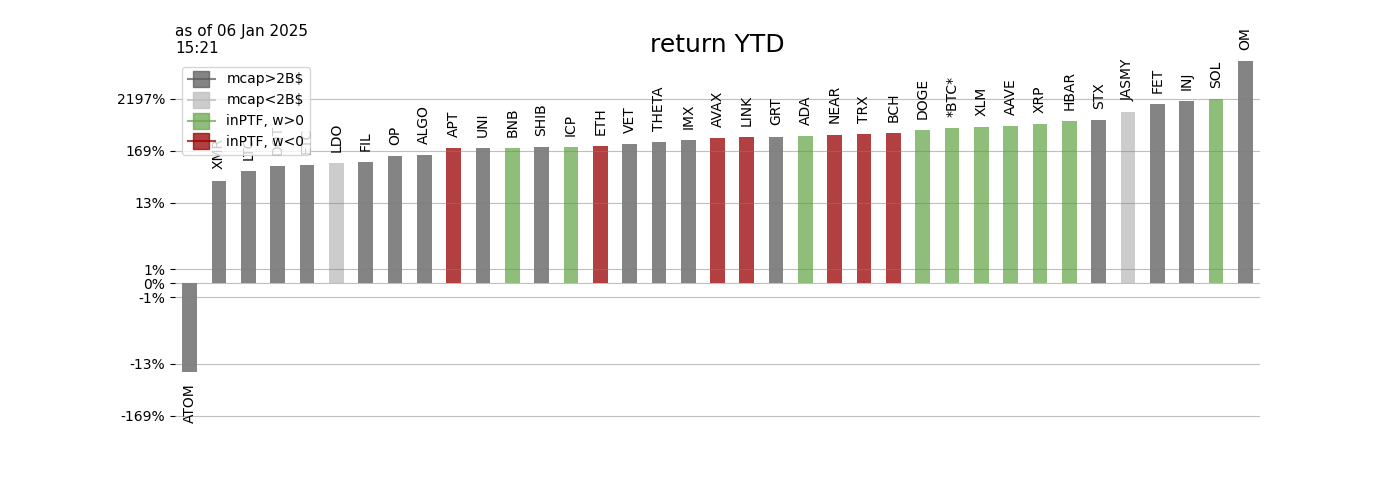 as of 06 Jan 2025
15:21
return YTD
mcap>2B$
mcap<2B$
inPTF, w>0
inPTF, w<0
2197%
169%
13%
1%
0%
-1%
-13%
-169%
ATOM
XMR
LDO
FIL
OP
ALGO
APT
UNI
BNB
SHIB
ICP
ETH
VET
THETA
IMX
AVAX
LINK
GRT
ADA
NEAR
TRX
BCH
DOGE
*BTC*
XLM
AAVE
XRP
HBAR
STX
JASMY
FET
INJ
SOL
OM